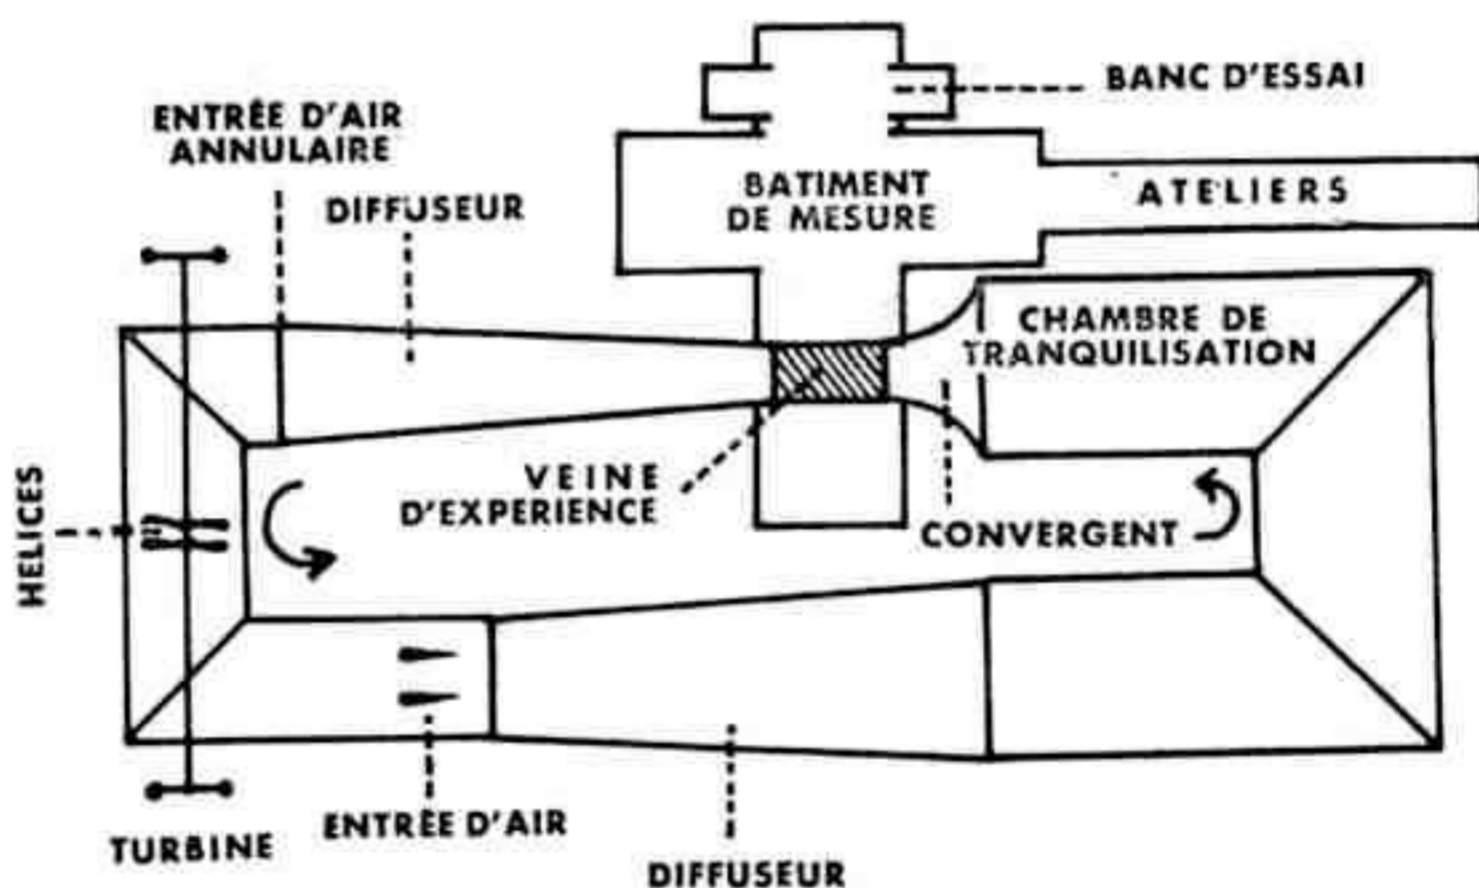 BANC D'ESSAI
ENTRÉE D'AIR
ANNULAIRE
DIFFUSEUR
BATIMENT
DE MESURE
ATELIERS
CHAMBRE DE
TRANQUILISATION
VEINE
D'EXPERIENCE
CONVERGENT
HELICES
ENTRÈE D'AIR
TURBINE
DIFFUSEUR